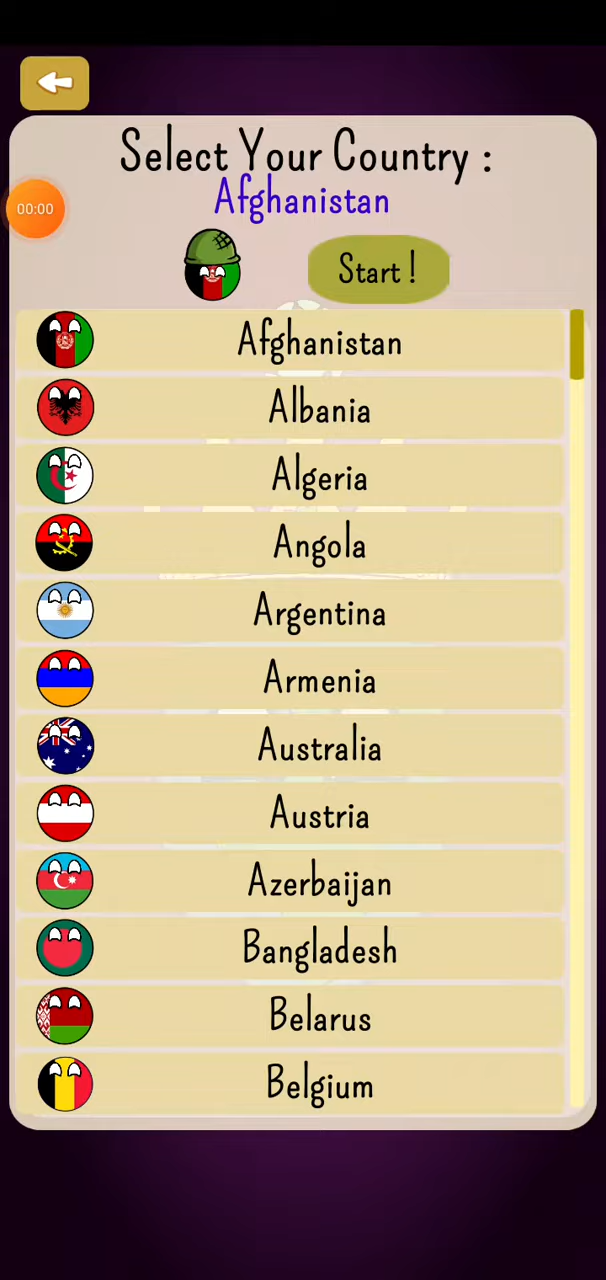 Select Your Country :
Afghanistan
00:00
Start !
Afghanistan
Albania
Algeria
Angola
Argentina
Armenia
Australia
Austria
Azerbaijan
Bangladesh
Belarus
Belgium